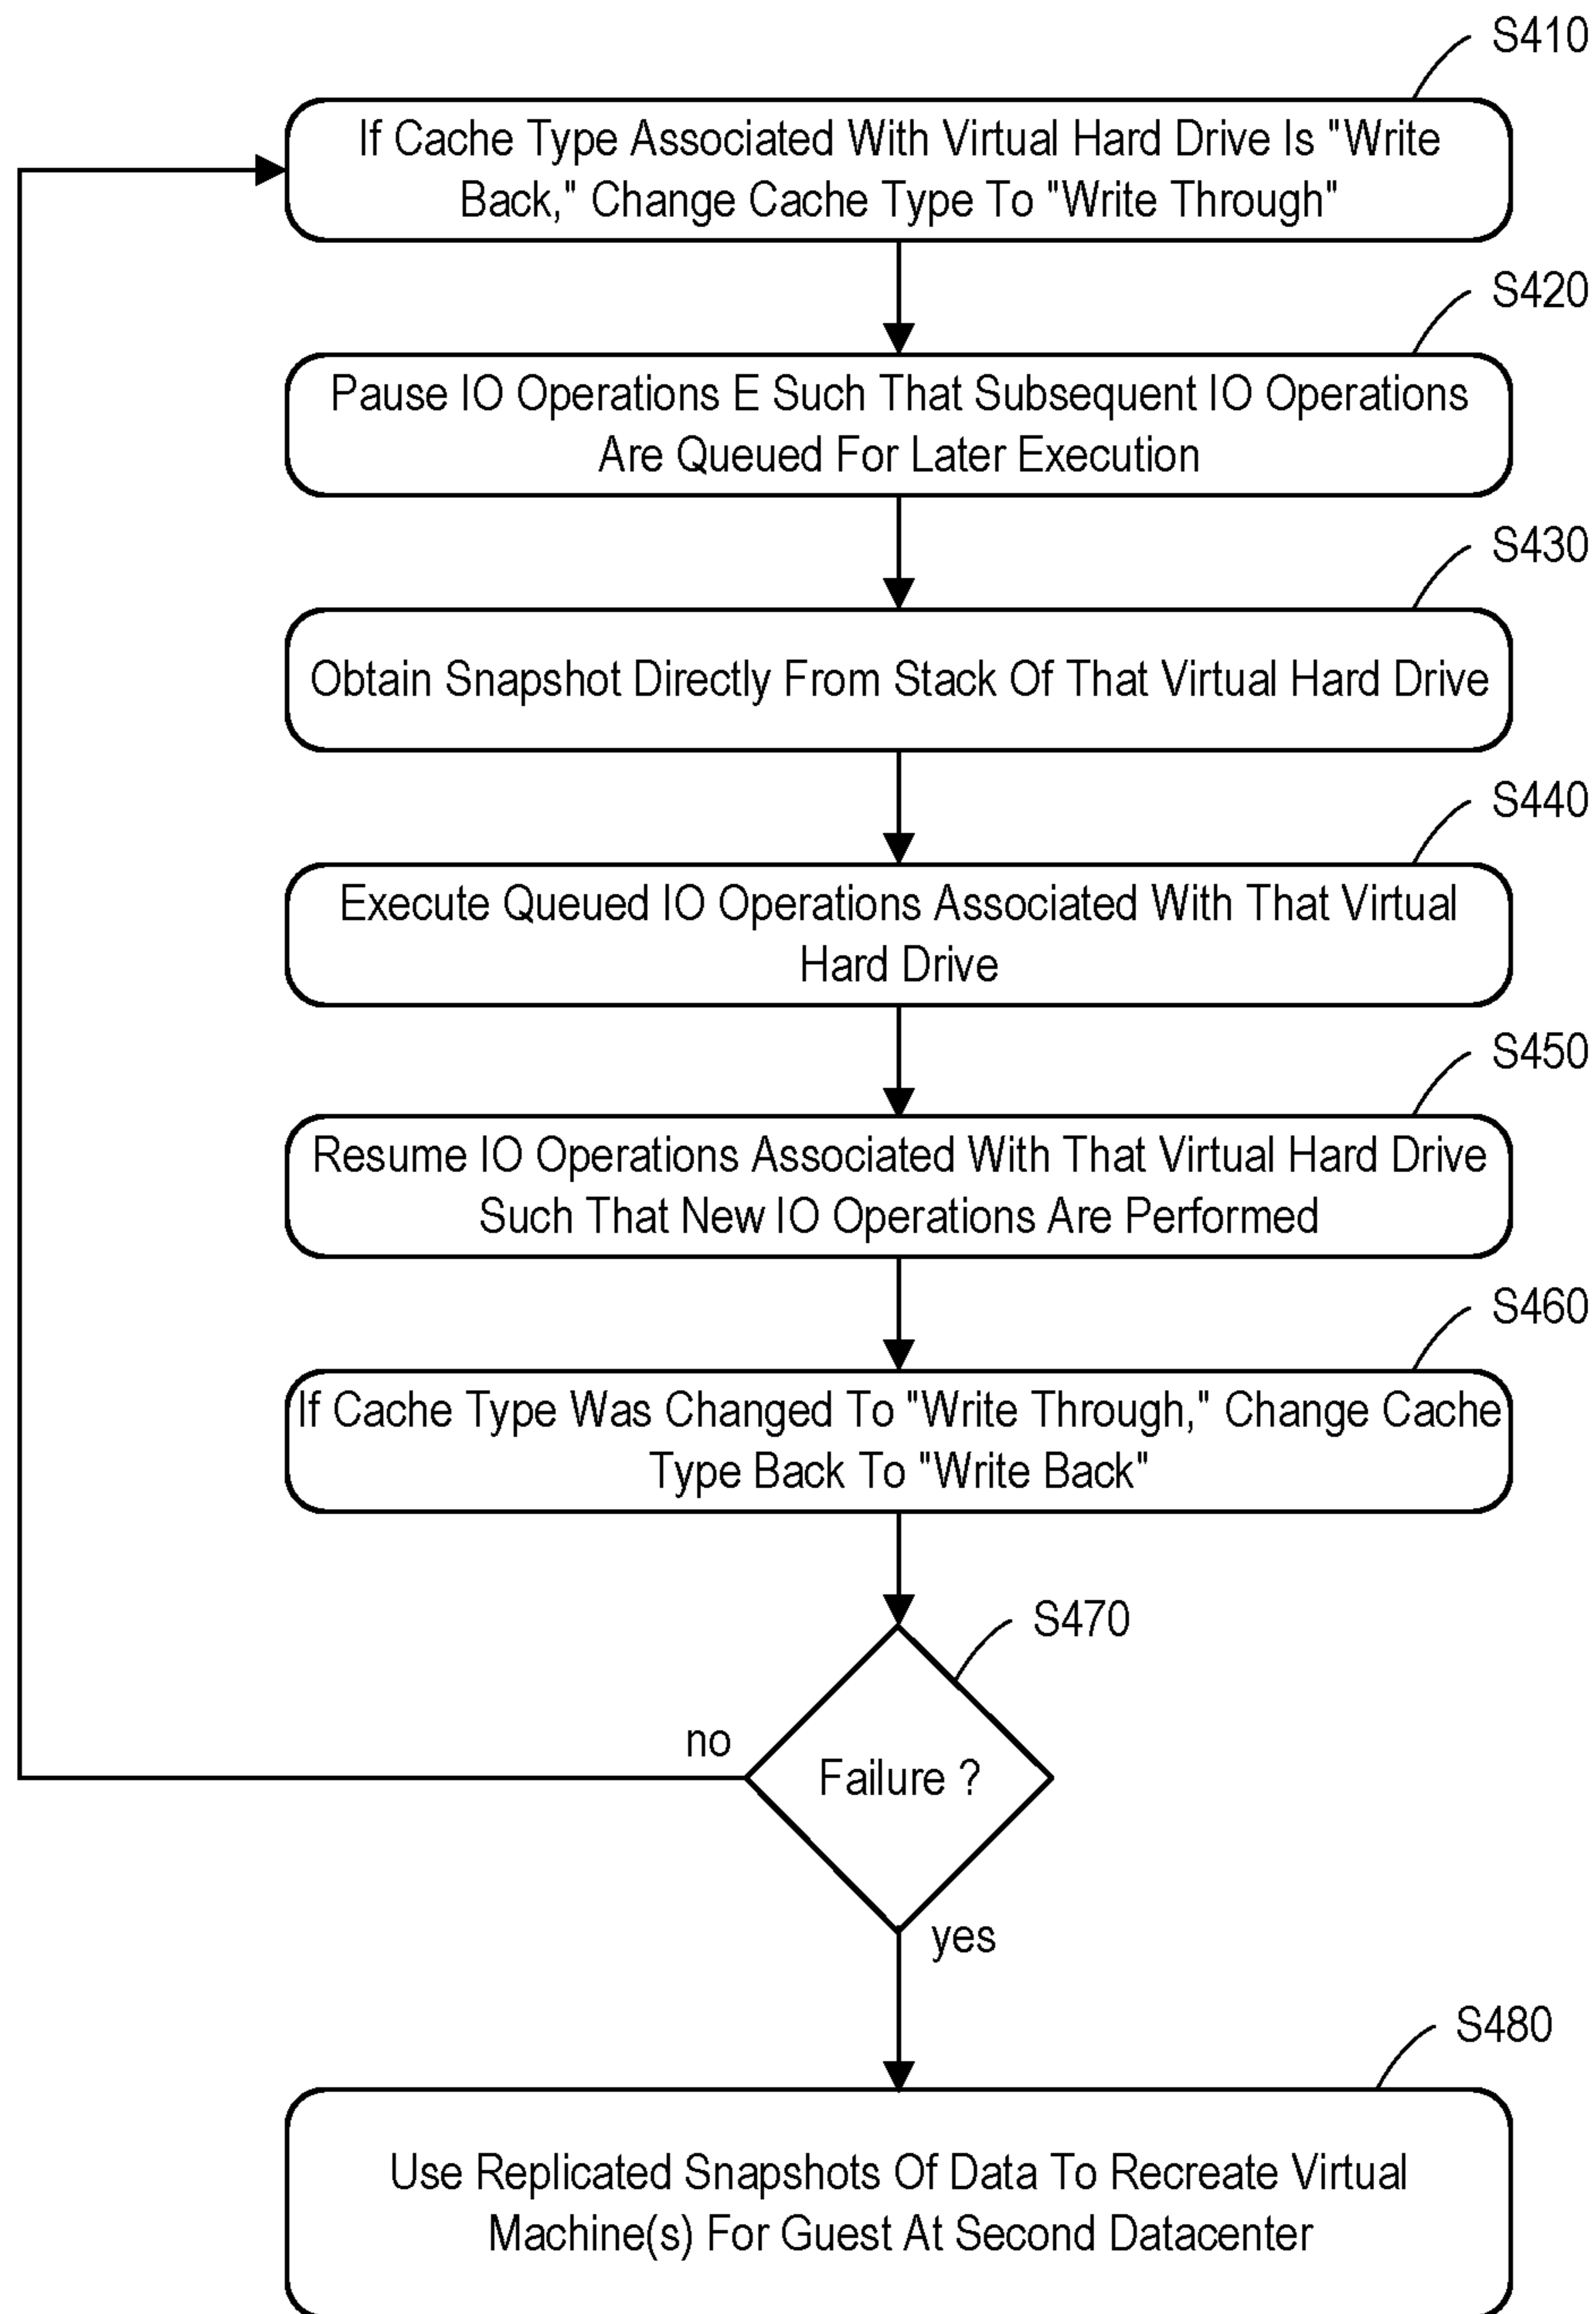 S410
If Cache Type Associated With Virtual Hard Drive Is "Write
Back," Change Cache Type To "Write Through"
S420
Pause IO Operations E Such That Subsequent IO Operations
Are Queued For Later Execution
S430
Obtain Snapshot Directly From Stack Of That Virtual Hard Drive
S440
Execute Queued IO Operations Associated With That Virtual
Hard Drive
S450
Resume IO Operations Associated With That Virtual Hard Drive
Such That New IO Operations Are Performed
S460
If Cache Type Was Changed To "Write Through," Change Cache
Type Back To "Write Back"
S470
no
Failure ?
yes
S480
Use Replicated Snapshots Of Data To Recreate Virtual
Machine(s) For Guest At Second Datacenter